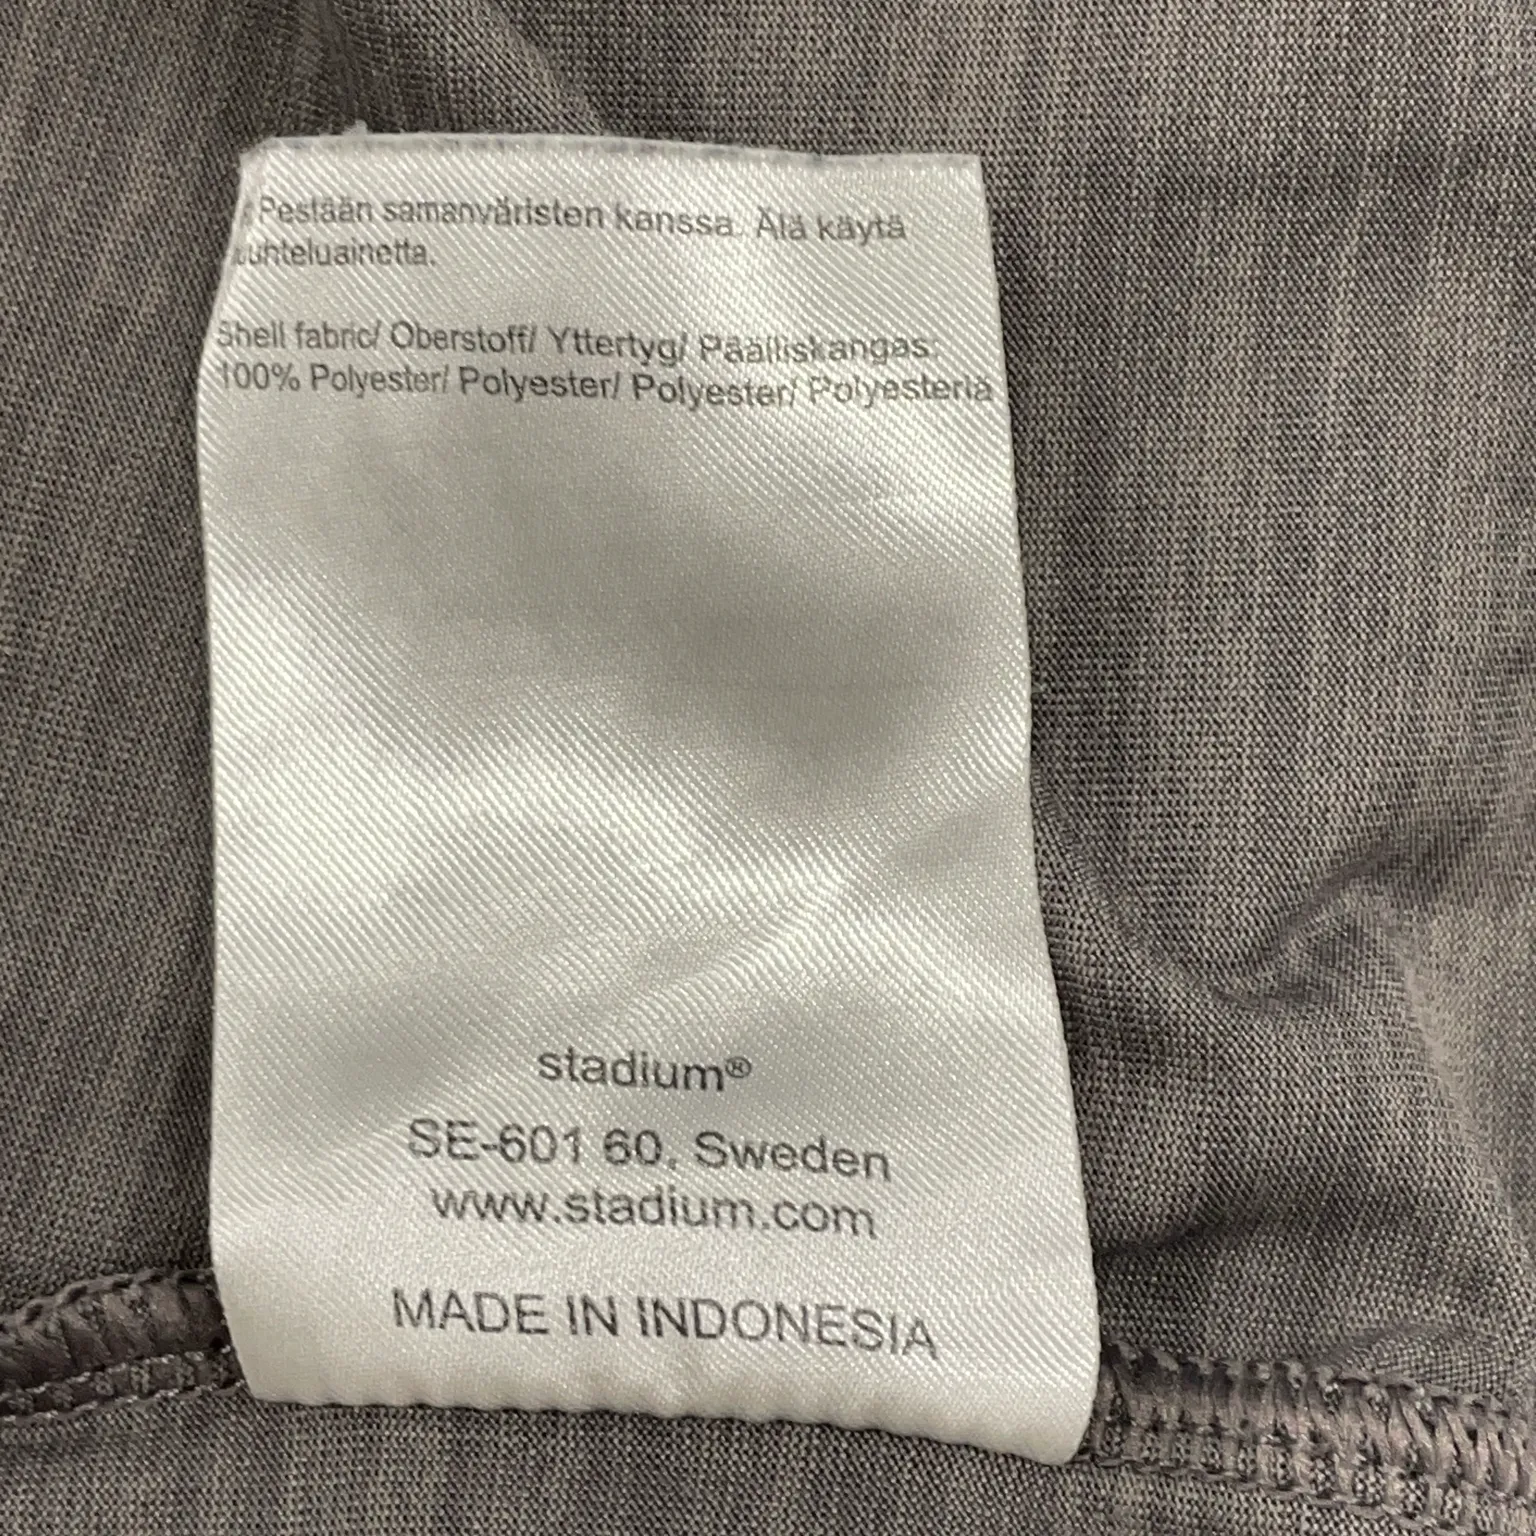 Pestään samanväristen kanssa. Älä käytä
huuhteluainetta.
Shell fabric/ Oberstoff/ Yttertyg/ Päälliskangas:
100% Polyester/ Polyester/ Polyester/ Polyesteriä
stadium®
SE-601 60, Sweden
www.stadium.com
MADE IN INDONESIA